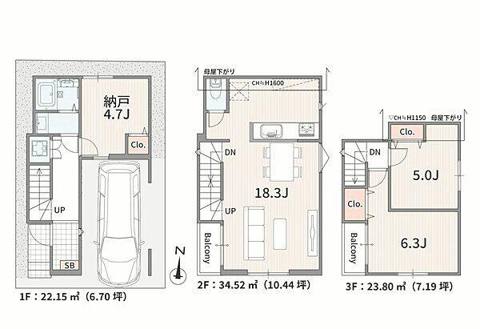 納戸
4.7J
Clo.
UP
SB
N
1F：22.15 ㎡（6.70 坪）
母屋下がり
CH≒H1600
DN
18.3J
UP
Balcony
2F：34.52 ㎡（10.44 坪）
母屋下がり
▽CH≒H1150
Clo.
DN
5.0J
Clo.
6.3J
Balcony
3F：23.80 ㎡（7.19 坪）